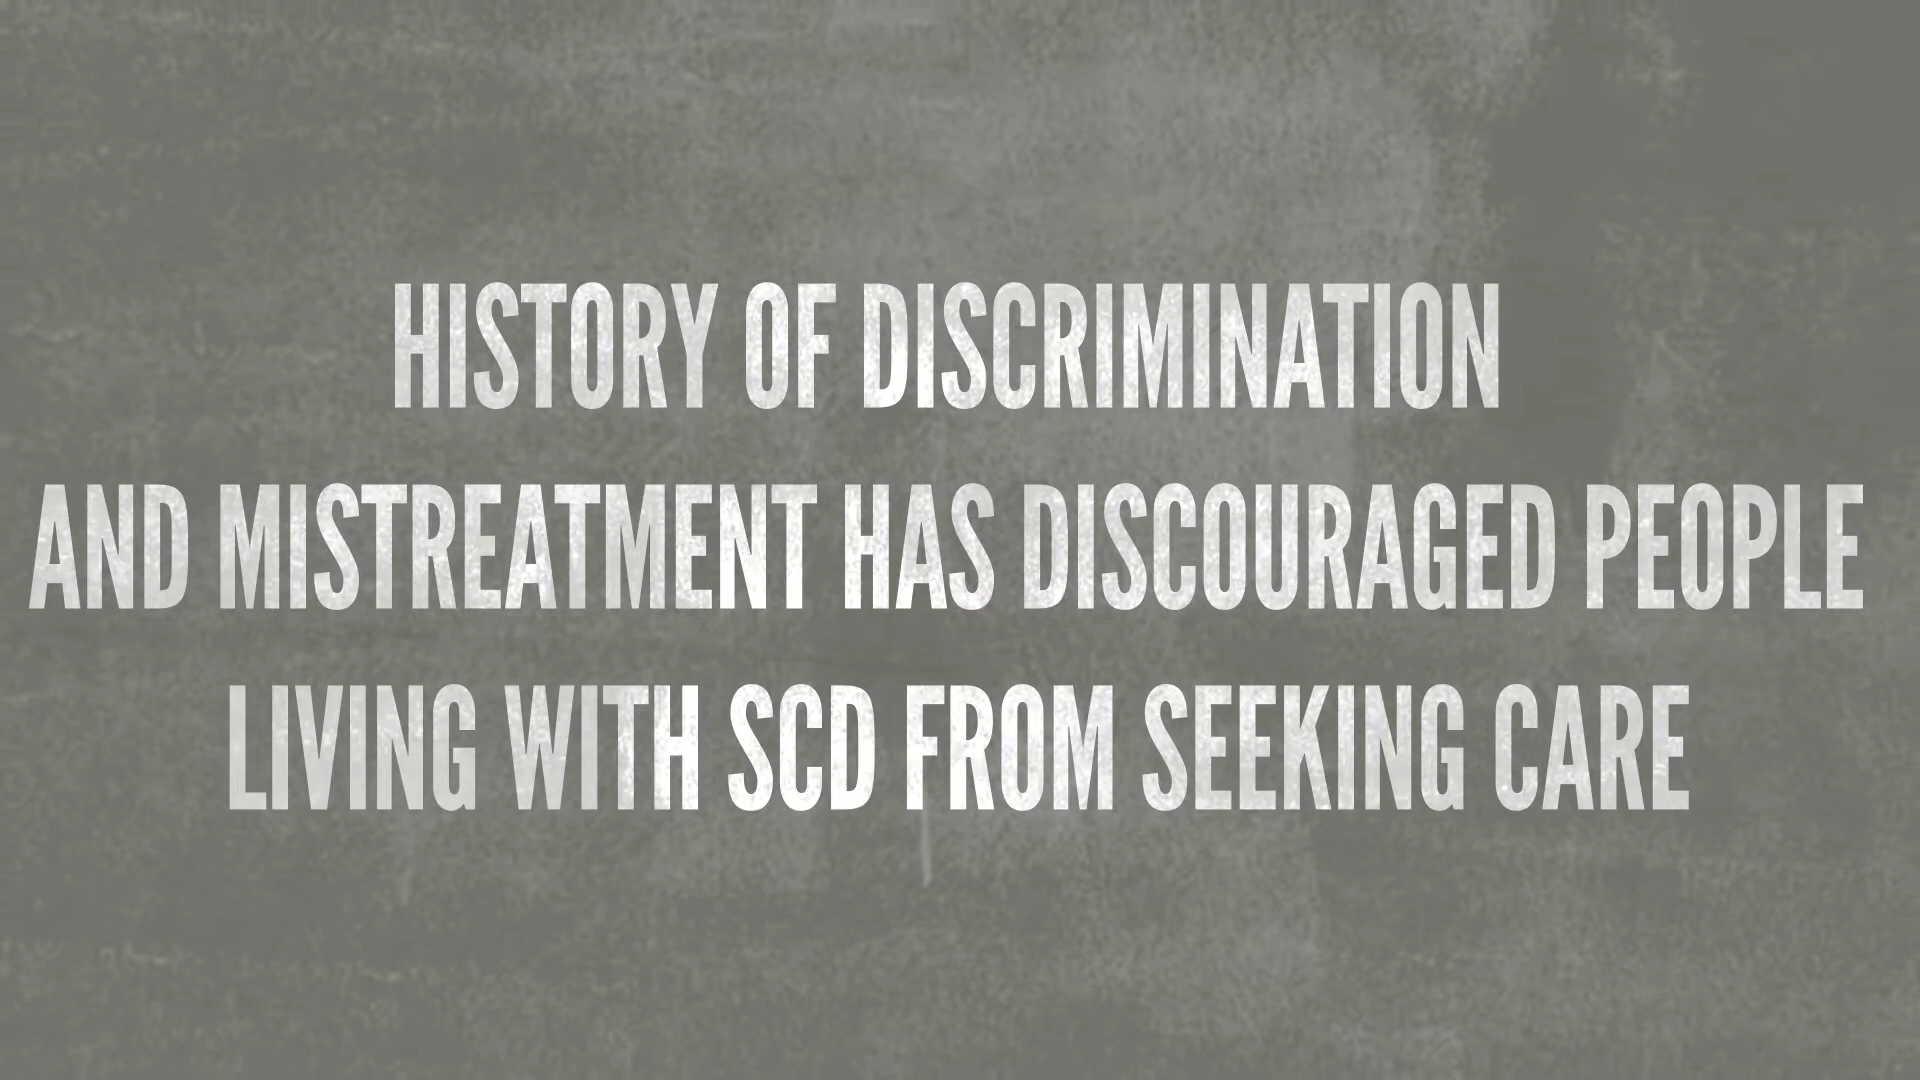 HISTORY OF DISCRIMINATION
AND MISTREATMENT HAS DISCOURAGED PEOPLE
LIVING WITH SCD FROM SEEKING CARE